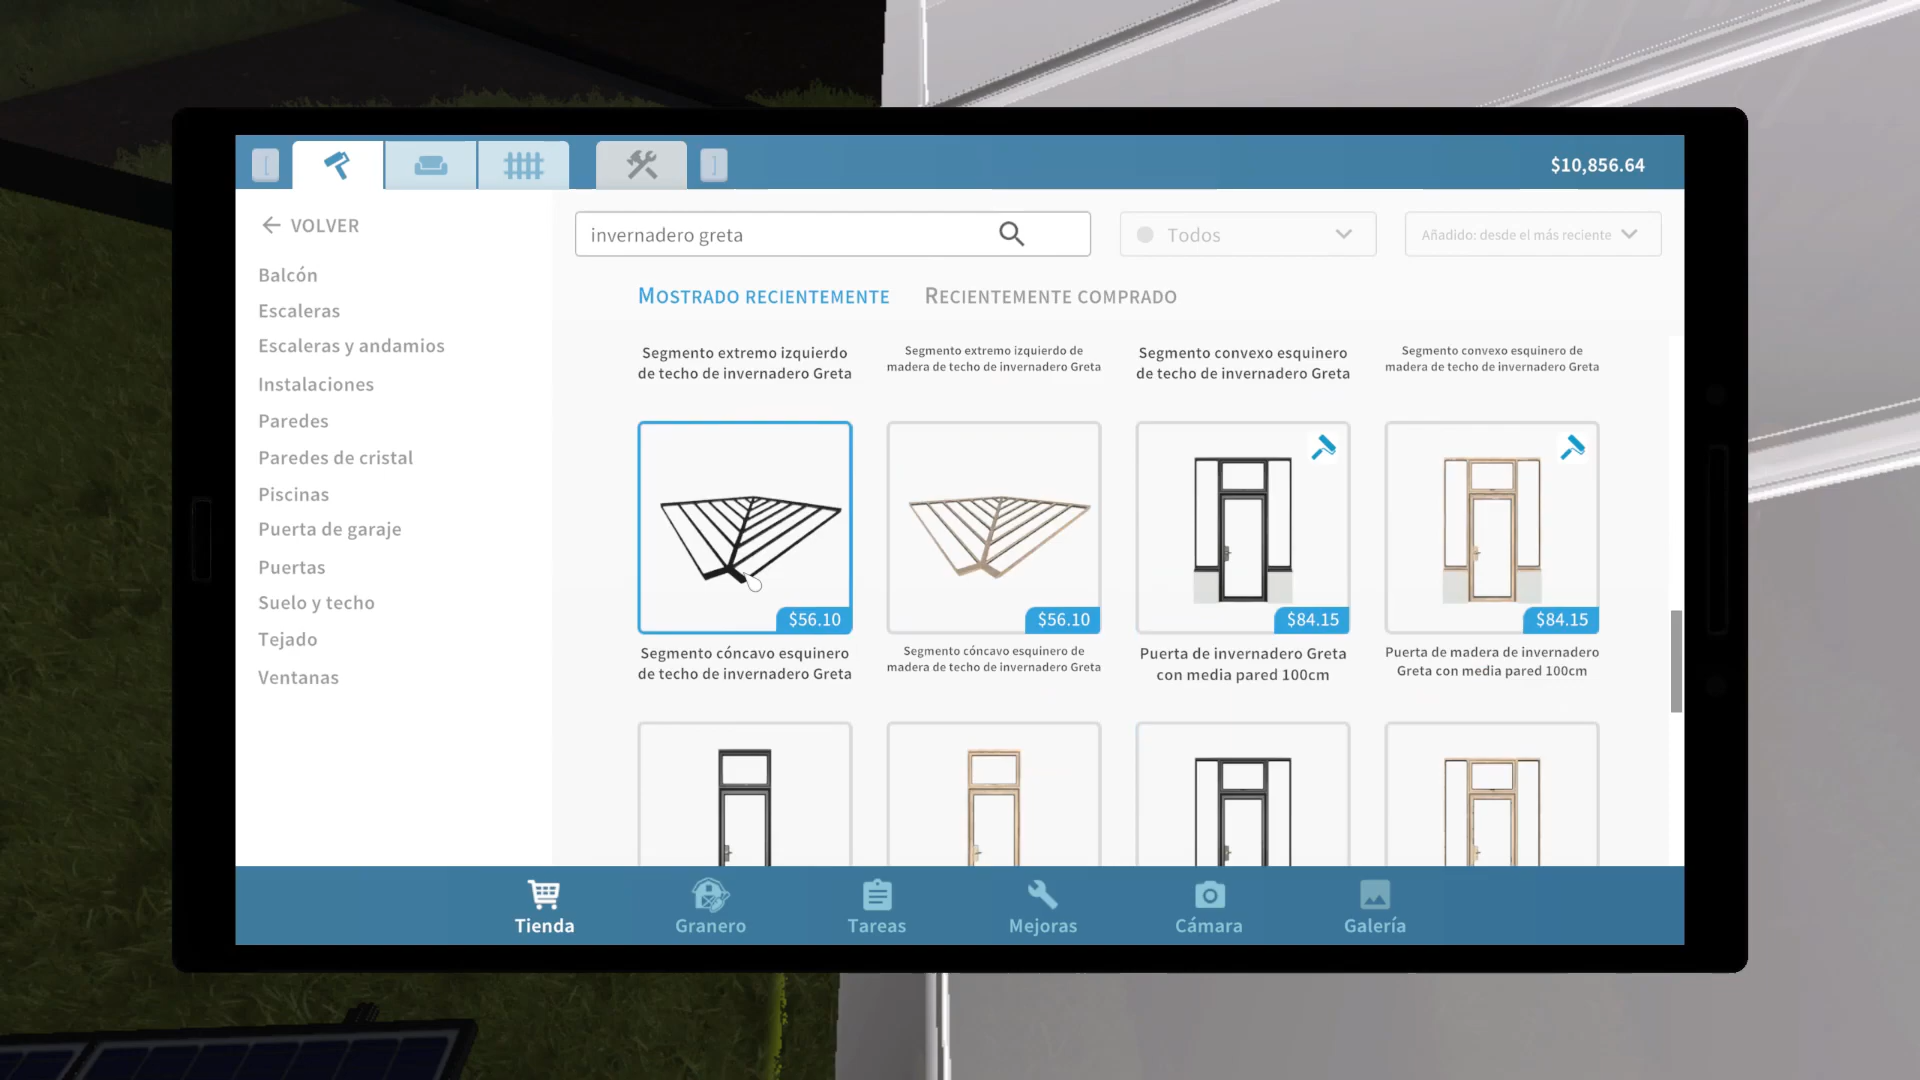 [
]
$10,856.64
VOLVER
Balcón
Escaleras
Escaleras y andamios
Instalaciones
Paredes
Paredes de cristal
Piscinas
Puerta de garaje
Puertas
Suelo y techo
Tejado
Ventanas
invernadero greta
Todos
Añadido: desde el más reciente
MOSTRADO RECIENTEMENTE
RECIENTEMENTE COMPRADO
Segmento extremo izquierdo
de techo de invernadero Greta
Segmento extremo izquierdo de
madera de techo de invernadero Greta
Segmento convexo esquinero
de techo de invernadero Greta
Segmento convexo esquinero de
madera de techo de invernadero Greta
$56.10
Segmento cóncavo esquinero
de techo de invernadero Greta
$56.10
Segmento cóncavo esquinero de
madera de techo de invernadero Greta
$84.15
Puerta de invernadero Greta
con media pared 100cm
$84.15
Puerta de madera de invernadero
Greta con media pared 100cm
Tienda
Granero
Tareas
Mejoras
Cámara
Galería